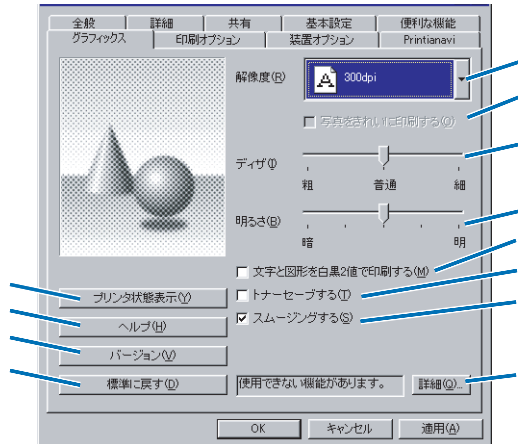 全般 詳細 共有 基本設定 便利な機能
グラフィックス 印刷オプション 装置オプション Printianavi
解像度(R) 300dpi
写真をきれいに印刷する(O)
ディザ(I)
粗 普通 細
明るさ(B)
暗 明
文字と図形を白黒2値で印刷する(M)
プリンタ状態表示(Y) トナーセーブする(T)
ヘルプ(H) スムージングする(S)
バージョン(V)
標準に戻す(D) 使用できない機能があります。 詳細(Q)...
OK キャンセル 適用(A)